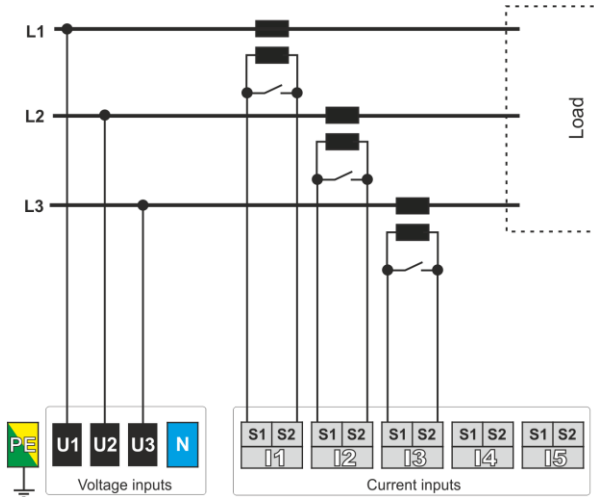 L1
L2
L3
Load
PE
U1 U2 U3 N
Voltage inputs
S1 S2 S1 S2 S1 S2 S1 S2 S1 S2
I1 I2 I3 I4 I5
Current inputs